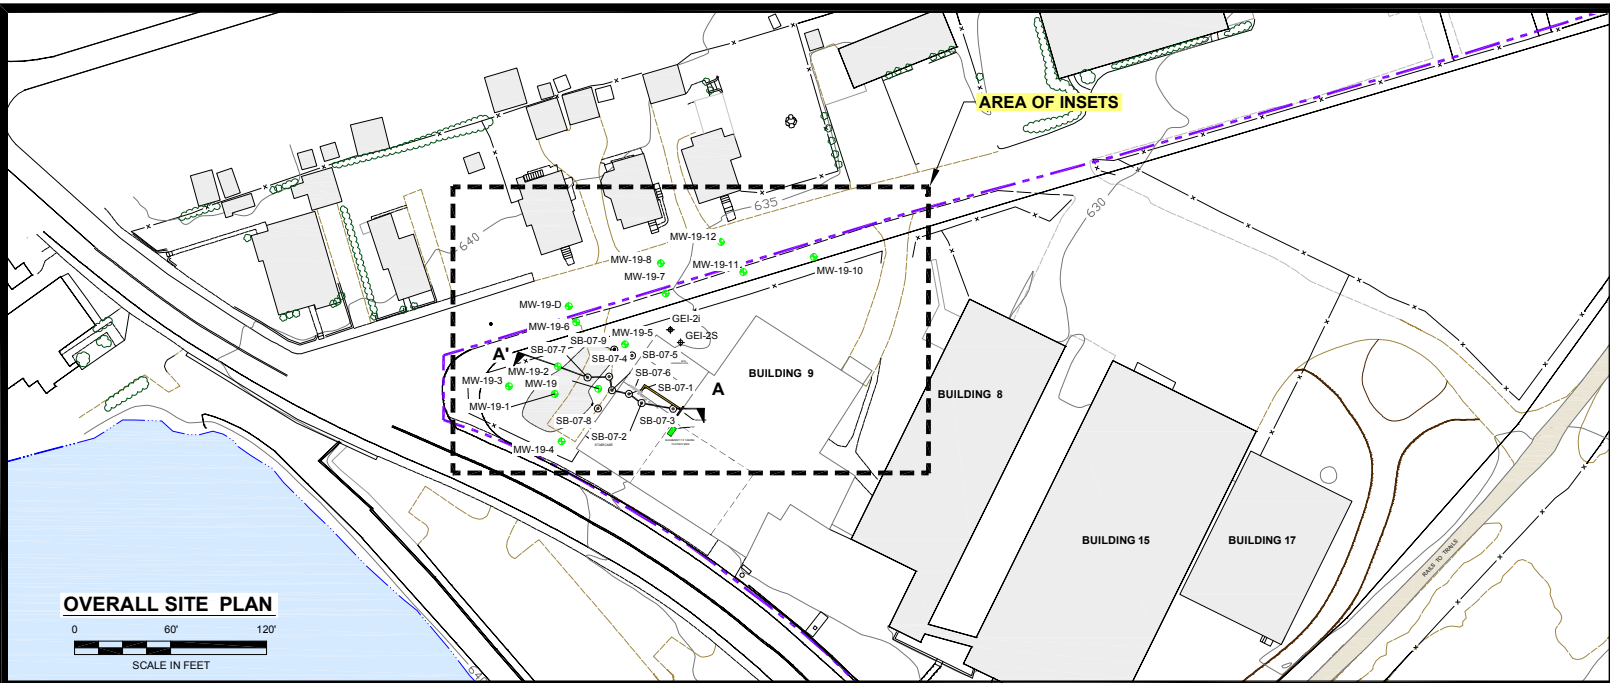 AREA OF INSETS
635
640
630
MW-19-12
MW-19-8
MW-19-11
MW-19-7
MW-19-10
MW-19-D
MW-19-6
GEI-2i
GEI-2S
SB-07-9
MW-19-5
SB-07-7
SB-07-4
SB-07-5
A'
MW-19-2
SB-07-6
MW-19-3
MW-19
SB-07-1
A
MW-19-1
SB-07-8
SB-07-3
SB-07-2
MW-19-4
STAIRCASE
BUILDING 9
BUILDING 8
BUILDING 15
BUILDING 17
RAILS TO TRAILS
OVERALL SITE PLAN
0 60' 120'
SCALE IN FEET